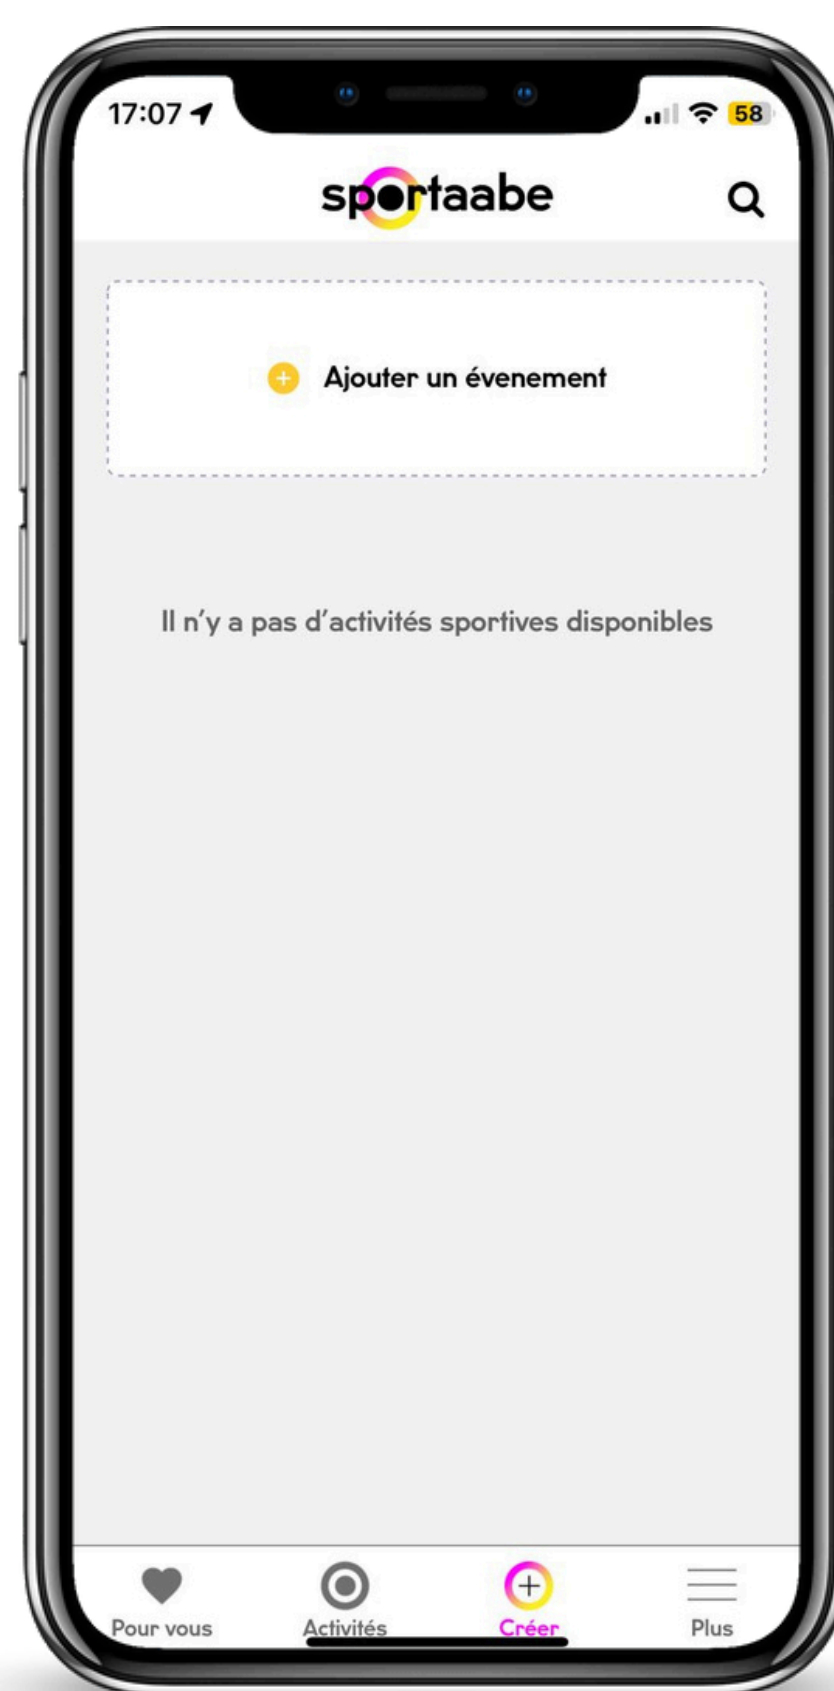 17:07
58
sportaabe
Ajouter un évenement
Il n'y a pas d'activités sportives disponibles
Pour vous
Activités
Créer
Plus